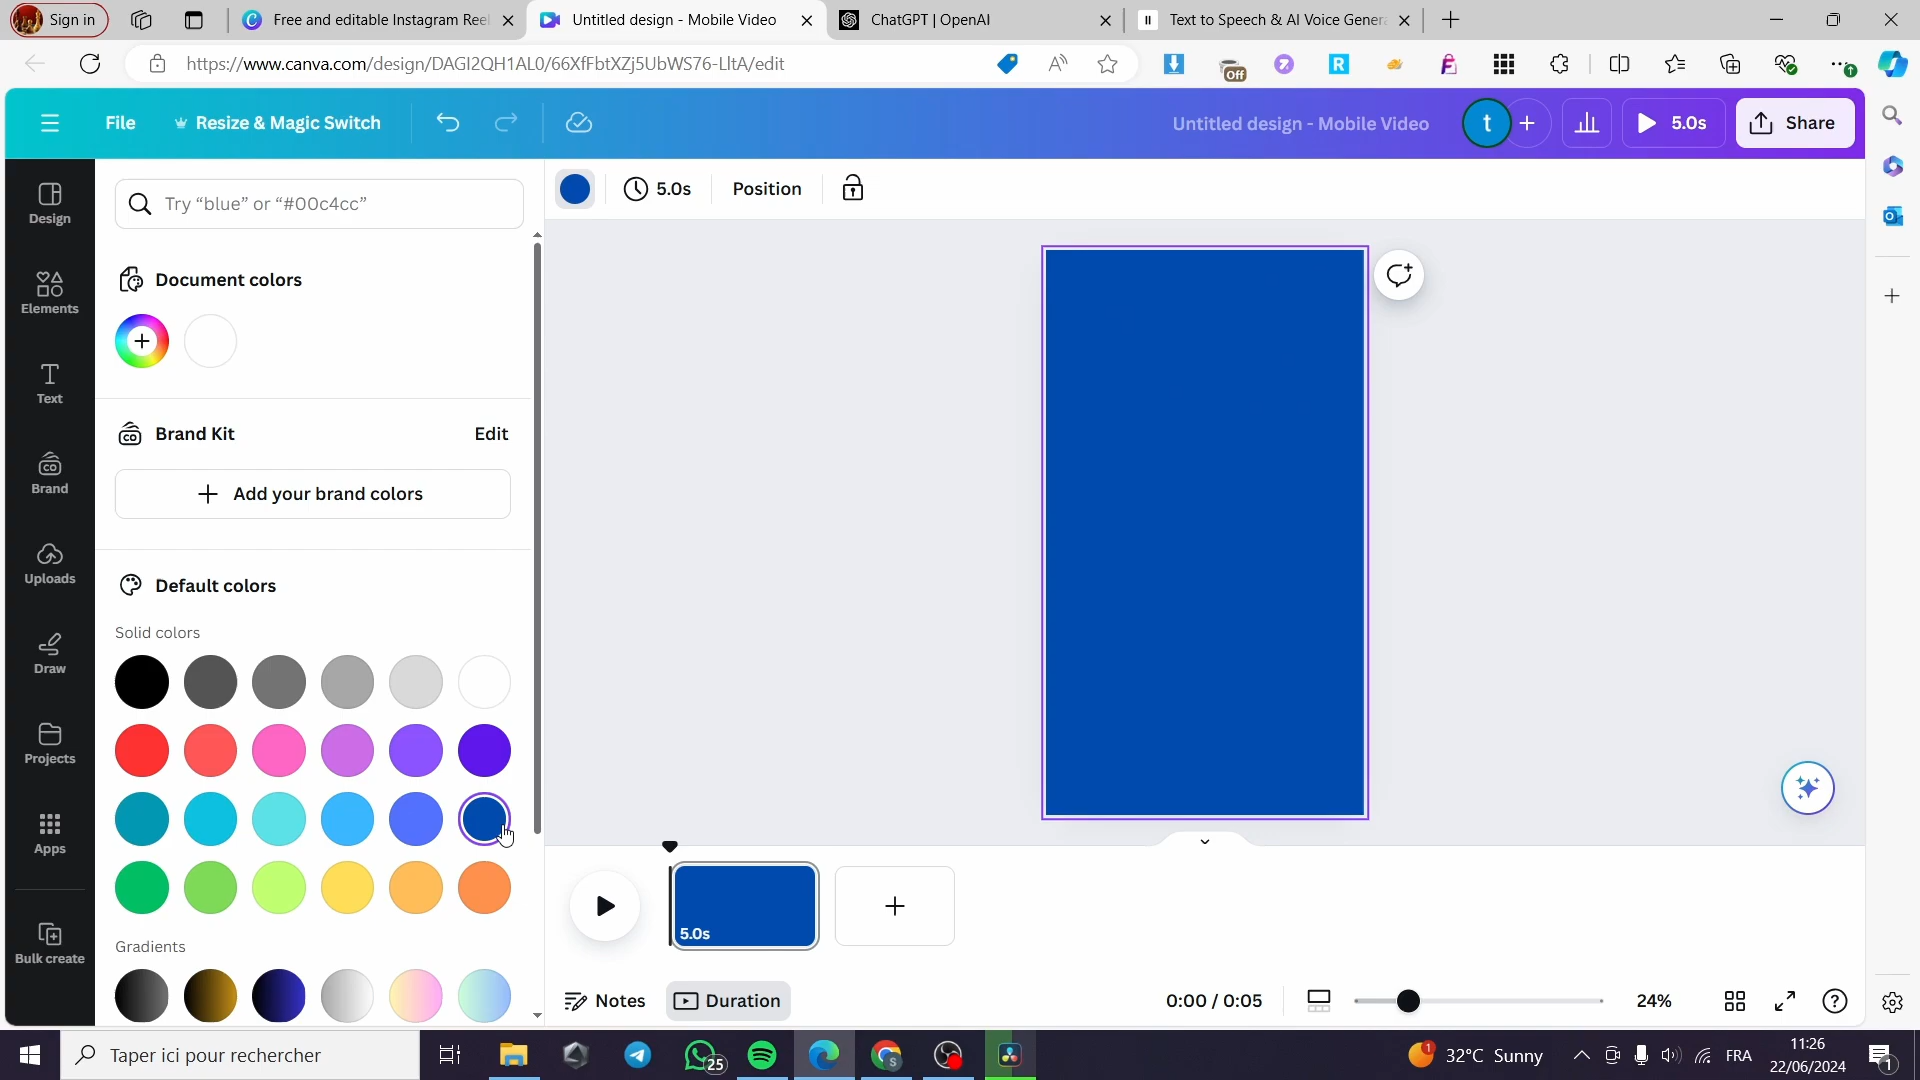 Sign in
Free and editable Instagram Reel
Untitled design - Mobile Video
ChatGPT | OpenAI
Text to Speech & AI Voice Genera
https://www.canva.com/design/DAGI2QH1AL0/66XfFbtXZj5UbWS76-LltA/edit
Off
File
Resize & Magic Switch
Untitled design - Mobile Video
t
5.0s
Share
Design
Elements
Text
Brand
Uploads
Draw
Projects
Apps
Bulk create
Try “blue” or “#00c4cc”
Document colors
Brand Kit
Edit
Add your brand colors
Default colors
Solid colors
Gradients
5.0s
Position
5.0s
Notes
Duration
0:00 / 0:05
24%
Taper ici pour rechercher
25
32°C Sunny
FRA
11:26
22/06/2024
1